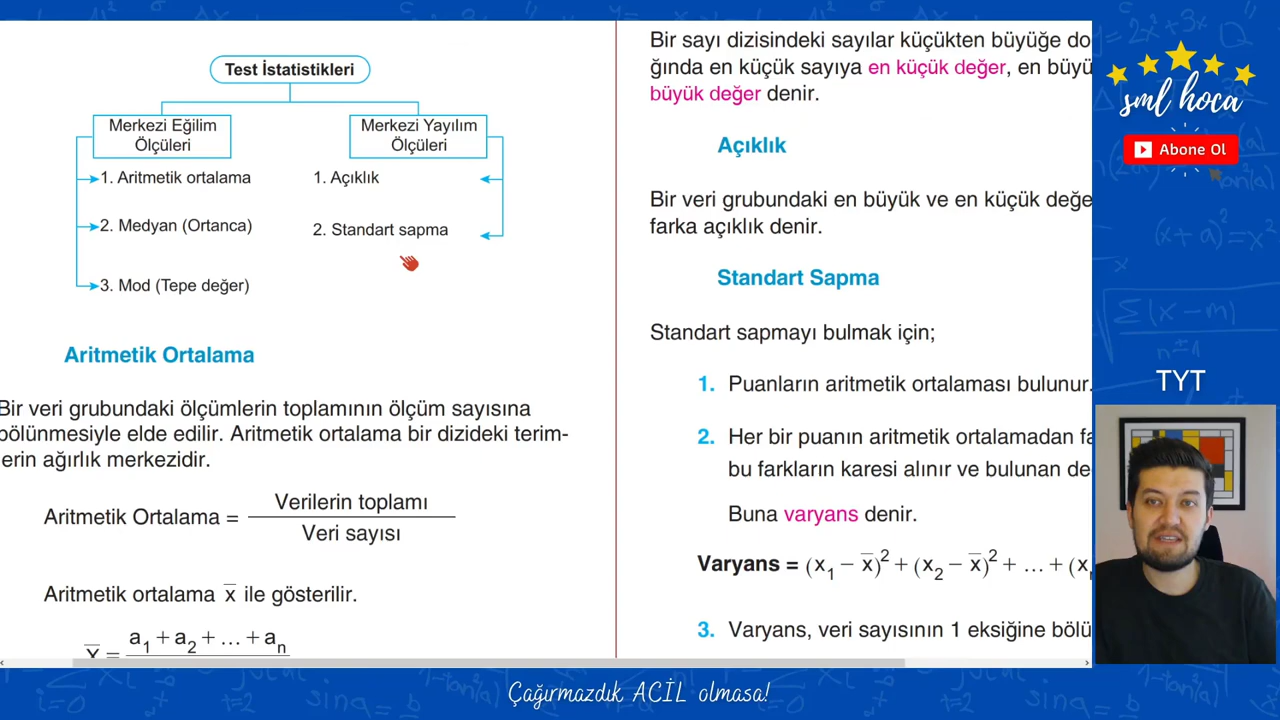 Test İstatistikleri
Merkezi Eğilim
Ölçüleri
1. Aritmetik ortalama
2. Medyan (Ortanca)
3. Mod (Tepe değer)
Merkezi Yayılım
Ölçüleri
1. Açıklık
2. Standart sapma
Aritmetik Ortalama
Bir veri grubundaki ölçümlerin toplamının ölçüm sayısına
bölünmesiyle elde edilir. Aritmetik ortalama bir dizideki terim-
lerin ağırlık merkezidir.
Aritmetik Ortalama = Verilerin toplamı / Veri sayısı
Aritmetik ortalama x̅ ile gösterilir.
x̅ = a₁ + a₂ + ... + aₙ
Bir sayı dizisindeki sayılar küçükten büyüğe do
ğında en küçük sayıya en küçük değer, en büyü
büyük değer denir.
Açıklık
Bir veri grubundaki en büyük ve en küçük değe
farka açıklık denir.
Standart Sapma
Standart sapmayı bulmak için;
1. Puanların aritmetik ortalaması bulunur.
2. Her bir puanın aritmetik ortalamadan fa
bu farkların karesi alınır ve bulunan de
Buna varyans denir.
Varyans = (x₁ − x̅)² + (x₂ − x̅)² + ... + (x
3. Varyans, veri sayısının 1 eksiğine bölü
sml hoca
Abone Ol
(x + a)² = x²
TYT
Çağırmazdık ACİL olmasa!